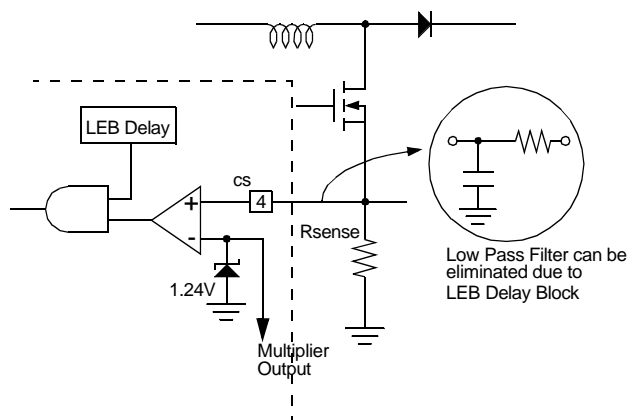 LEB Delay
cs
4
+
-
Rsense
1.24V
Multiplier
Output
Low Pass Filter can be
eliminated due to
LEB Delay Block